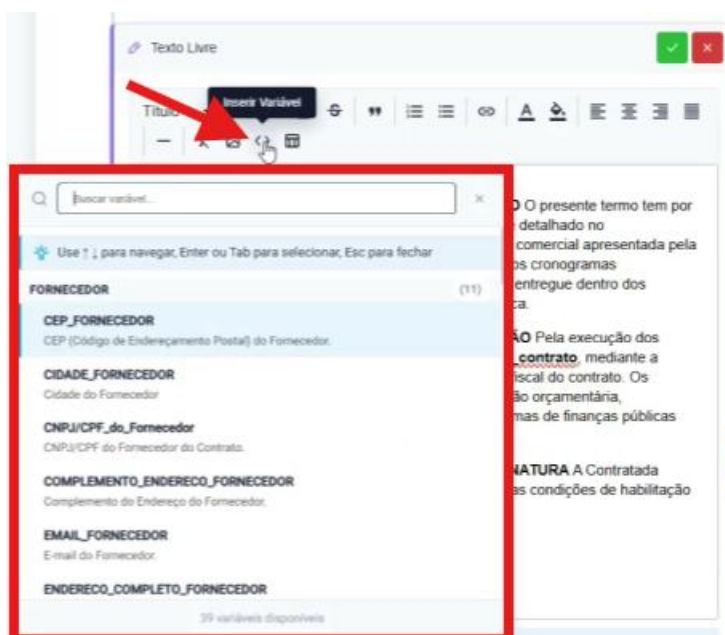 Texto Livre
Inserir Variável
Buscar variável...
Use ↑ ↓ para navegar, Enter ou Tab para selecionar, Esc para fechar
FORNECEDOR (11)
CEP_FORNECEDOR
CEP (Código de Endereçamento Postal) do Fornecedor.
CIDADE_FORNECEDOR
Cidade do Fornecedor
CNPJ/CPF_do_Fornecedor
CNPJ/CPF do Fornecedor do Contrato.
COMPLEMENTO_ENDERECO_FORNECEDOR
Complemento do Endereço do Fornecedor.
EMAIL_FORNECEDOR
E-mail do Fornecedor.
ENDERECO_COMPLETO_FORNECEDOR
39 variáveis disponíveis
O presente termo tem por
detalhado no
comercial apresentada pela
os cronogramas
entregue dentro dos
ÃO Pela execução dos
_contrato, mediante a
fiscal do contrato. Os
ão orçamentária,
mas de finanças públicas
NATURA A Contratada
as condições de habilitação